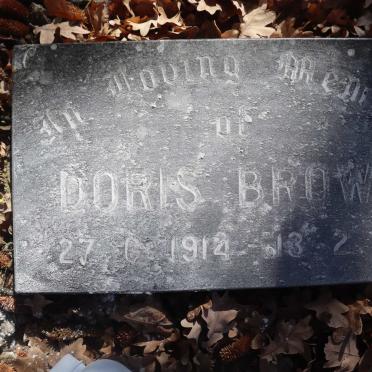 In Loving Mem
of
DORIS BROW
27 6 1914 - 13 2